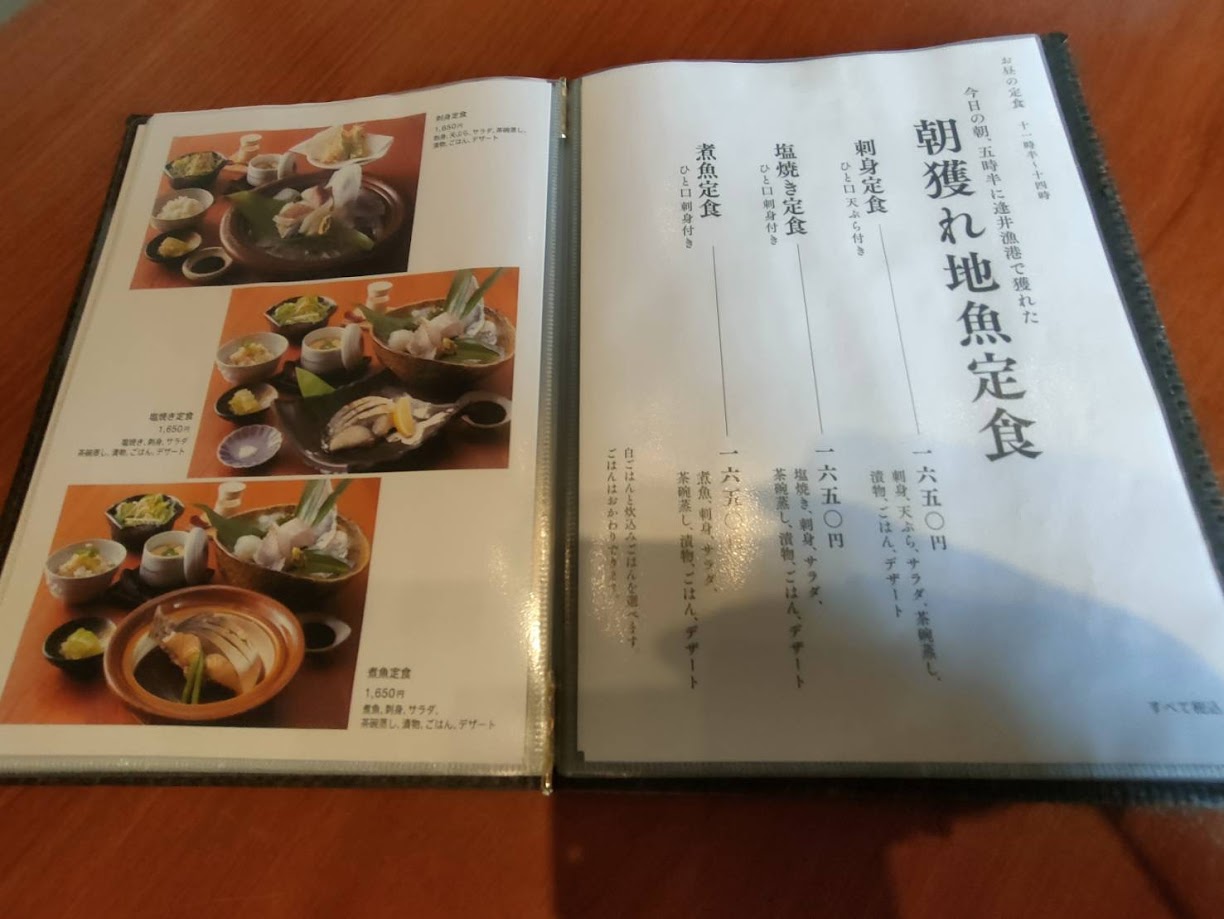 刺身定食
1,650円
刺身、天ぷら、サラダ、茶碗蒸し、
漬物、ごはん、デザート
塩焼き定食
1,650円
塩焼き、刺身、サラダ
茶碗蒸し、漬物、ごはん、デザート
煮魚定食
1,650円
煮魚、刺身、サラダ、
茶碗蒸し、漬物、ごはん、デザート
お昼の定食 十一時半〜十四時
今日の朝、五時半に逢井漁港で獲れた
朝獲れ地魚定食
刺身定食
ひと口天ぷら付き
一六五〇円
刺身、天ぷら、サラダ、茶碗蒸し、
漬物、ごはん、デザート
塩焼き定食
ひと口刺身付き
一六五〇円
塩焼き、刺身、サラダ、
茶碗蒸し、漬物、ごはん、デザート
煮魚定食
ひと口刺身付き
一六五〇円
煮魚、刺身、サラダ、
茶碗蒸し、漬物、ごはん、デザート
白ごはんと炊込みごはんを選べます。
ごはんはおかわりできます。
すべて税込